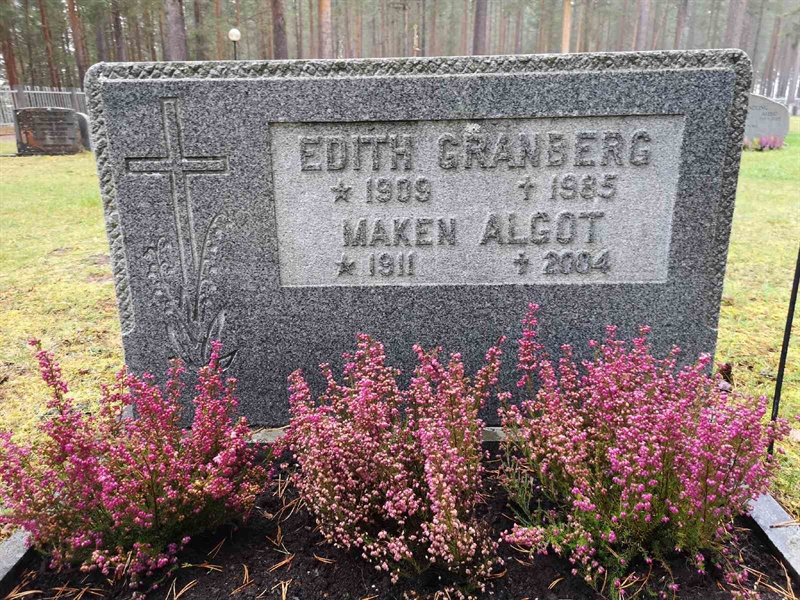 EDITH GRANBERG
★ 1909 ✝ 1985
MAKEN ALGOT
★ 1911 ✝ 2004